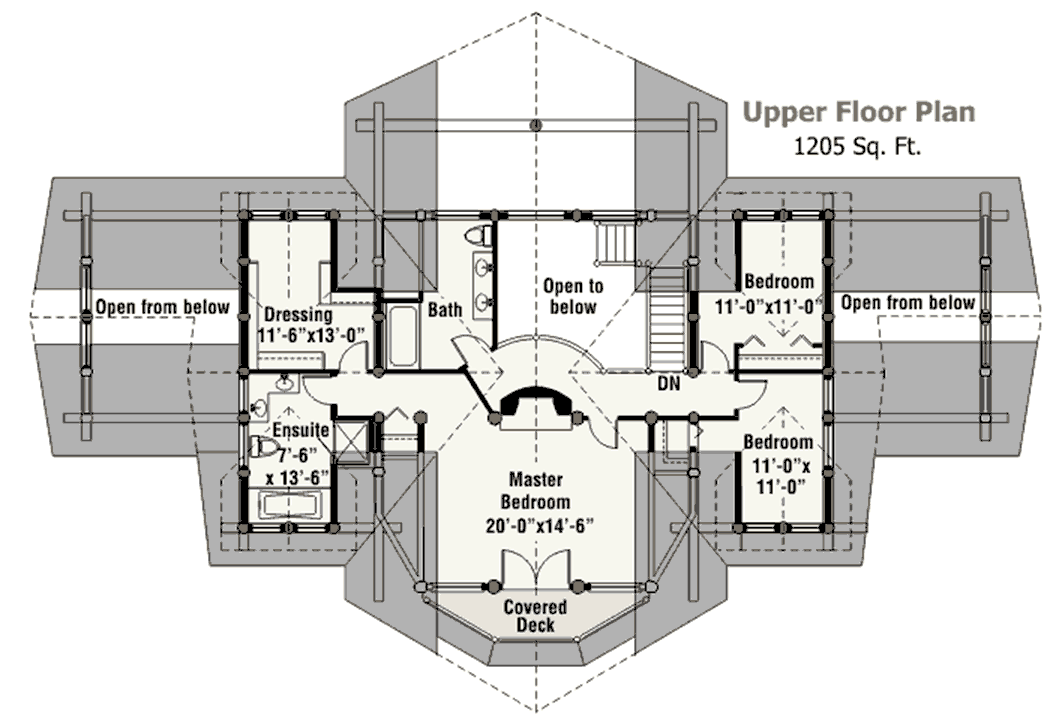 Upper Floor Plan
1205 Sq. Ft.
Open from below
Dressing
11'-6"x13'-0"
Bath
Open to
below
Bedroom
11'-0"x11'-0"
Open from below
DN
Ensuite
7'-6"
x 13'-6"
Master
Bedroom
20'-0"x14'-6"
Bedroom
11'-0"x
11'-0"
Covered
Deck